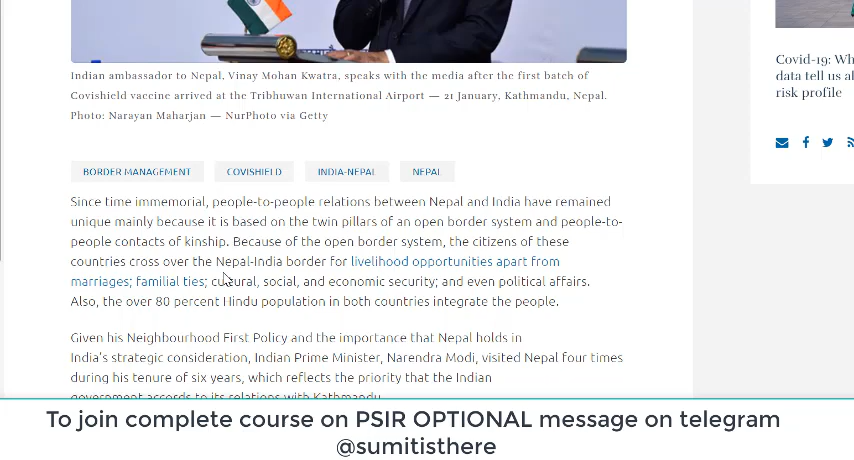 Indian ambassador to Nepal, Vinay Mohan Kwatra, speaks with the media after the first batch of
Covishield vaccine arrived at the Tribhuwan International Airport — 21 January, Kathmandu, Nepal.
Photo: Narayan Maharjan — NurPhoto via Getty
BORDER MANAGEMENT COVISHIELD INDIA-NEPAL NEPAL
Since time immemorial, people-to-people relations between Nepal and India have remained
unique mainly because it is based on the twin pillars of an open border system and people-to-
people contacts of kinship. Because of the open border system, the citizens of these
countries cross over the Nepal-India border for livelihood opportunities apart from
marriages; familial ties; cultural, social, and economic security; and even political affairs.
Also, the over 80 percent Hindu population in both countries integrate the people.
Given his Neighbourhood First Policy and the importance that Nepal holds in
India's strategic consideration, Indian Prime Minister, Narendra Modi, visited Nepal four times
during his tenure of six years, which reflects the priority that the Indian
government accords to its relations with Kathmandu.
Covid-19:
data tell us
risk profile
To join complete course on PSIR OPTIONAL message on telegram
@sumitisthere